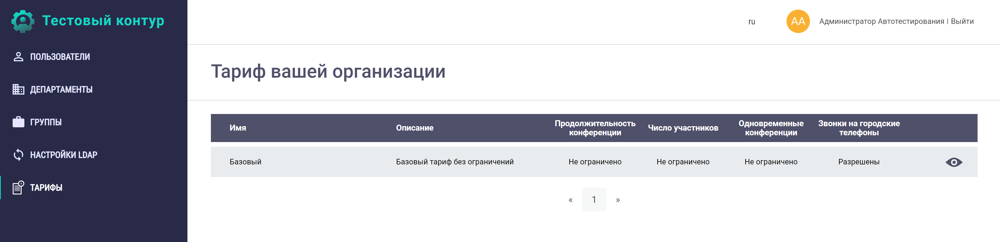 Тестовый контур
ru
АА
Администратор Автотестирования | Выйти
ПОЛЬЗОВАТЕЛИ
ДЕПАРТАМЕНТЫ
ГРУППЫ
НАСТРОЙКИ LDAP
ТАРИФЫ
Тариф вашей организации
Имя
Описание
Продолжительность
конференции
Число участников
Одновременные
конференции
Звонки на городские
телефоны
Базовый
Базовый тариф без ограничений
Не ограничено
Не ограничено
Не ограничено
Разрешены
« 1 »